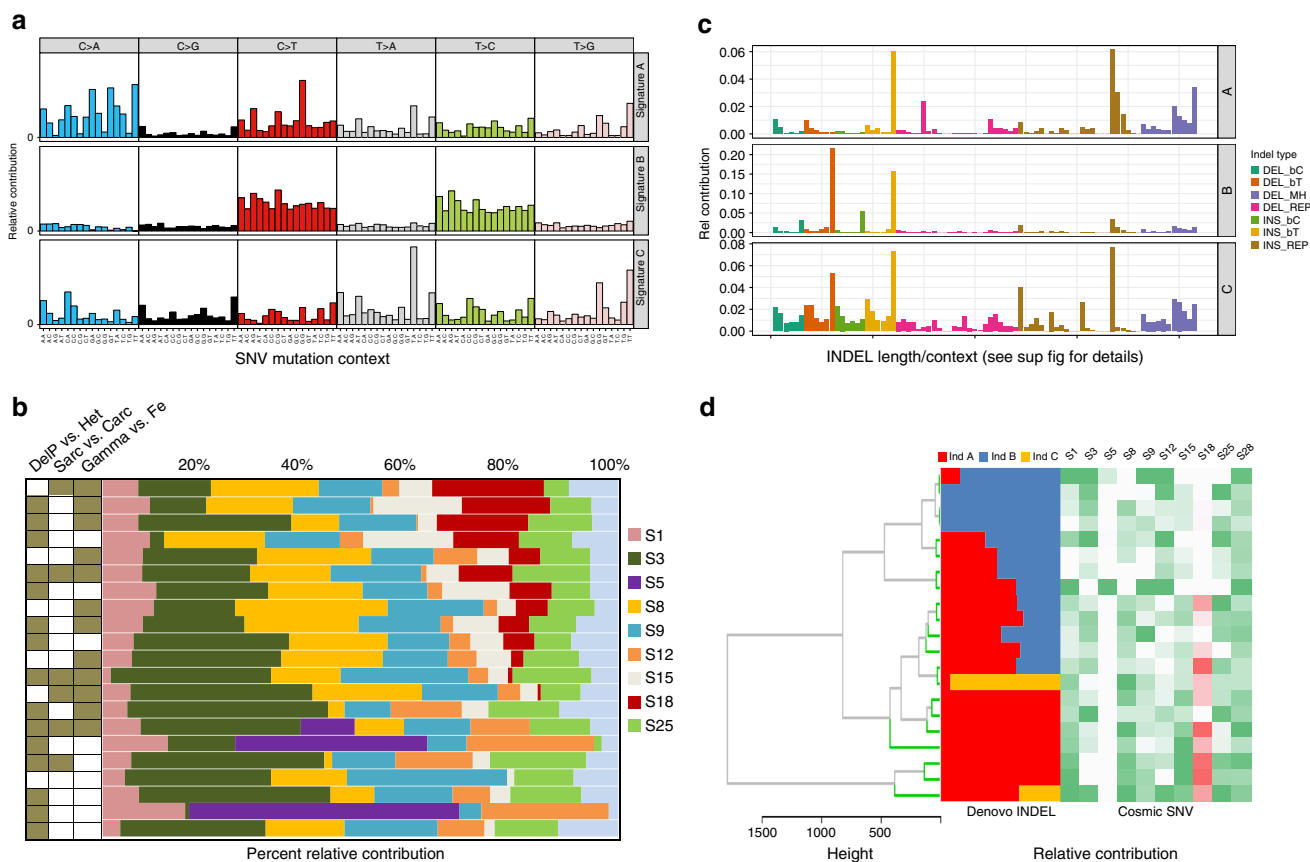 a
C>A C>G C>T T>A T>C T>G
Signature A
Signature B
Signature C
0
0
0
Relative contribution
SNV mutation context
b
DelP vs. Het
Sarc vs. Carc
Gamma vs. Fe
20% 40% 60% 80% 100%
S1
S3
S5
S8
S9
S12
S15
S18
S25
Percent relative contribution
c
0.06
0.04
0.02
0.00
A
0.20
0.15
0.10
0.05
0.00
B
0.08
0.06
0.04
0.02
0.00
C
Rel contribution
INDEL length/context (see sup fig for details)
Indel type
DEL_bC
DEL_bT
DEL_MH
DEL_REP
INS_bC
INS_bT
INS_REP
d
Ind A Ind B Ind C
S1 S3 S5 S8 S9 S12 S15 S18 S25 S28
Denovo INDEL Cosmic SNV
1500 1000 500
Height Relative contribution